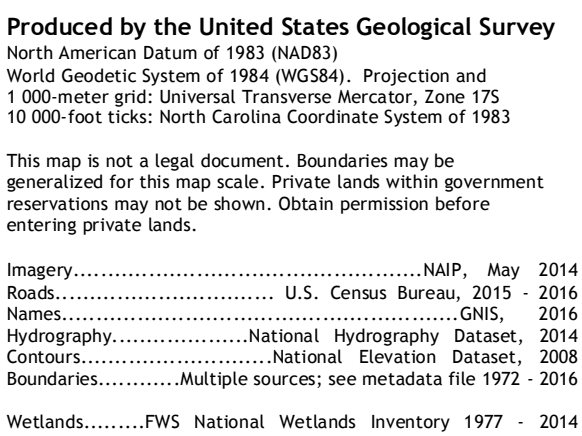 Produced by the United States Geological Survey
North American Datum of 1983 (NAD83)
World Geodetic System of 1984 (WGS84).  Projection and
1 000-meter grid: Universal Transverse Mercator, Zone 17S
10 000-foot ticks: North Carolina Coordinate System of 1983
This map is not a legal document. Boundaries may be
generalized for this map scale. Private lands within government
reservations may not be shown. Obtain permission before
entering private lands.
Imagery.....................................................NAIP, May 2014
Roads............................... U.S. Census Bureau, 2015 - 2016
Names............................................................GNIS, 2016
Hydrography.....................National Hydrography Dataset, 2014
Contours............................National Elevation Dataset, 2008
Boundaries............Multiple sources; see metadata file 1972 - 2016
Wetlands.........FWS National Wetlands Inventory 1977 - 2014